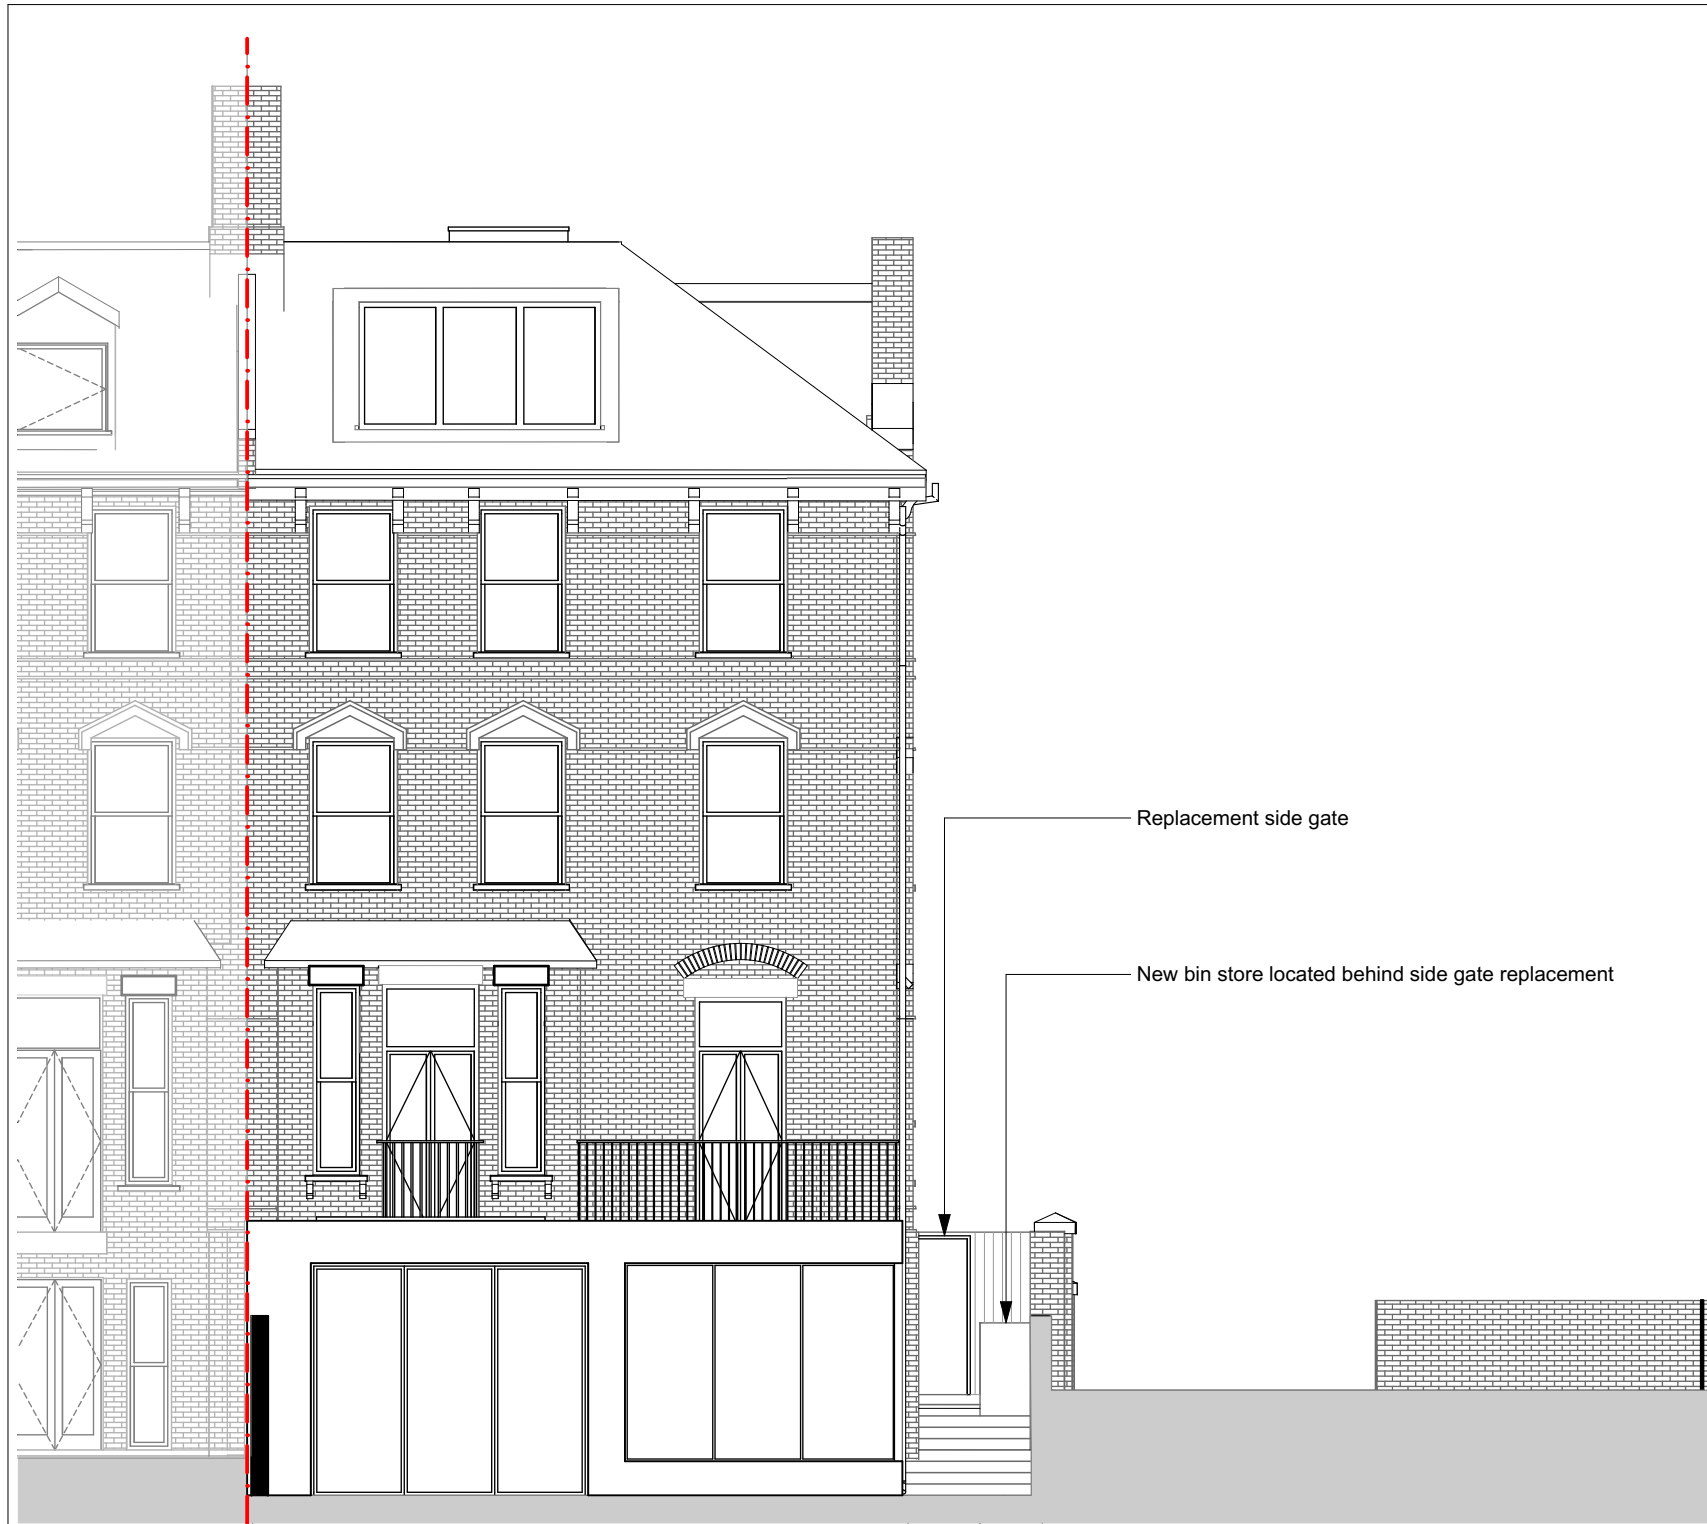 Replacement side gate
New bin store located behind side gate replacement